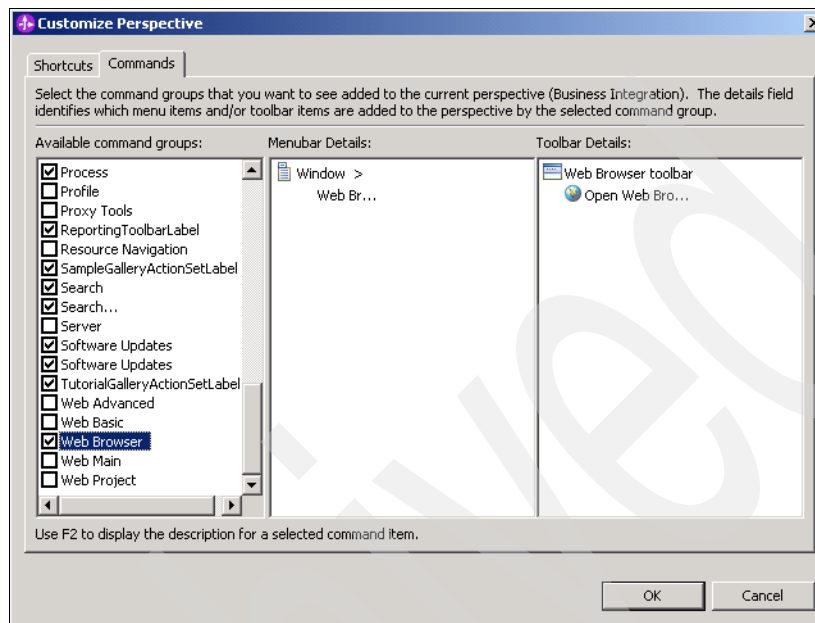 Customize Perspective
Shortcuts
Commands
Select the command groups that you want to see added to the current perspective (Business Integration). The details field
identifies which menu items and/or toolbar items are added to the perspective by the selected command group.
Available command groups:
Menubar Details:
Toolbar Details:
Process
Profile
Proxy Tools
ReportingToolbarLabel
Resource Navigation
SampleGalleryActionSetLabel
Search
Search...
Server
Software Updates
Software Updates
TutorialGalleryActionSetLabel
Web Advanced
Web Basic
Web Browser
Web Main
Web Project
Window >
Web Br...
Web Browser toolbar
Open Web Bro...
Use F2 to display the description for a selected command item.
OK
Cancel